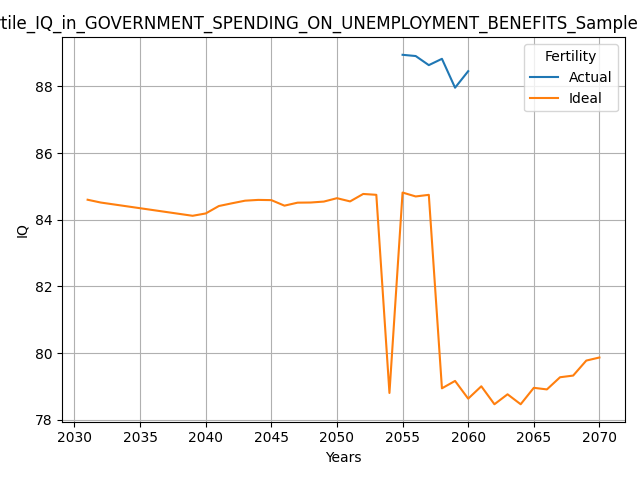 rtile_IQ_in_GOVERNMENT_SPENDING_ON_UNEMPLOYMENT_BENEFITS_Sample
Fertility
Actual
Ideal
88
86
84
82
80
78
IQ
2030 2035 2040 2045 2050 2055 2060 2065 2070
Years